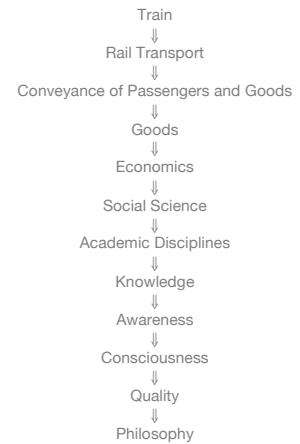 Train
⇓
Rail Transport
⇓
Conveyance of Passengers and Goods
⇓
Goods
⇓
Economics
⇓
Social Science
⇓
Academic Disciplines
⇓
Knowledge
⇓
Awareness
⇓
Consciousness
⇓
Quality
⇓
Philosophy